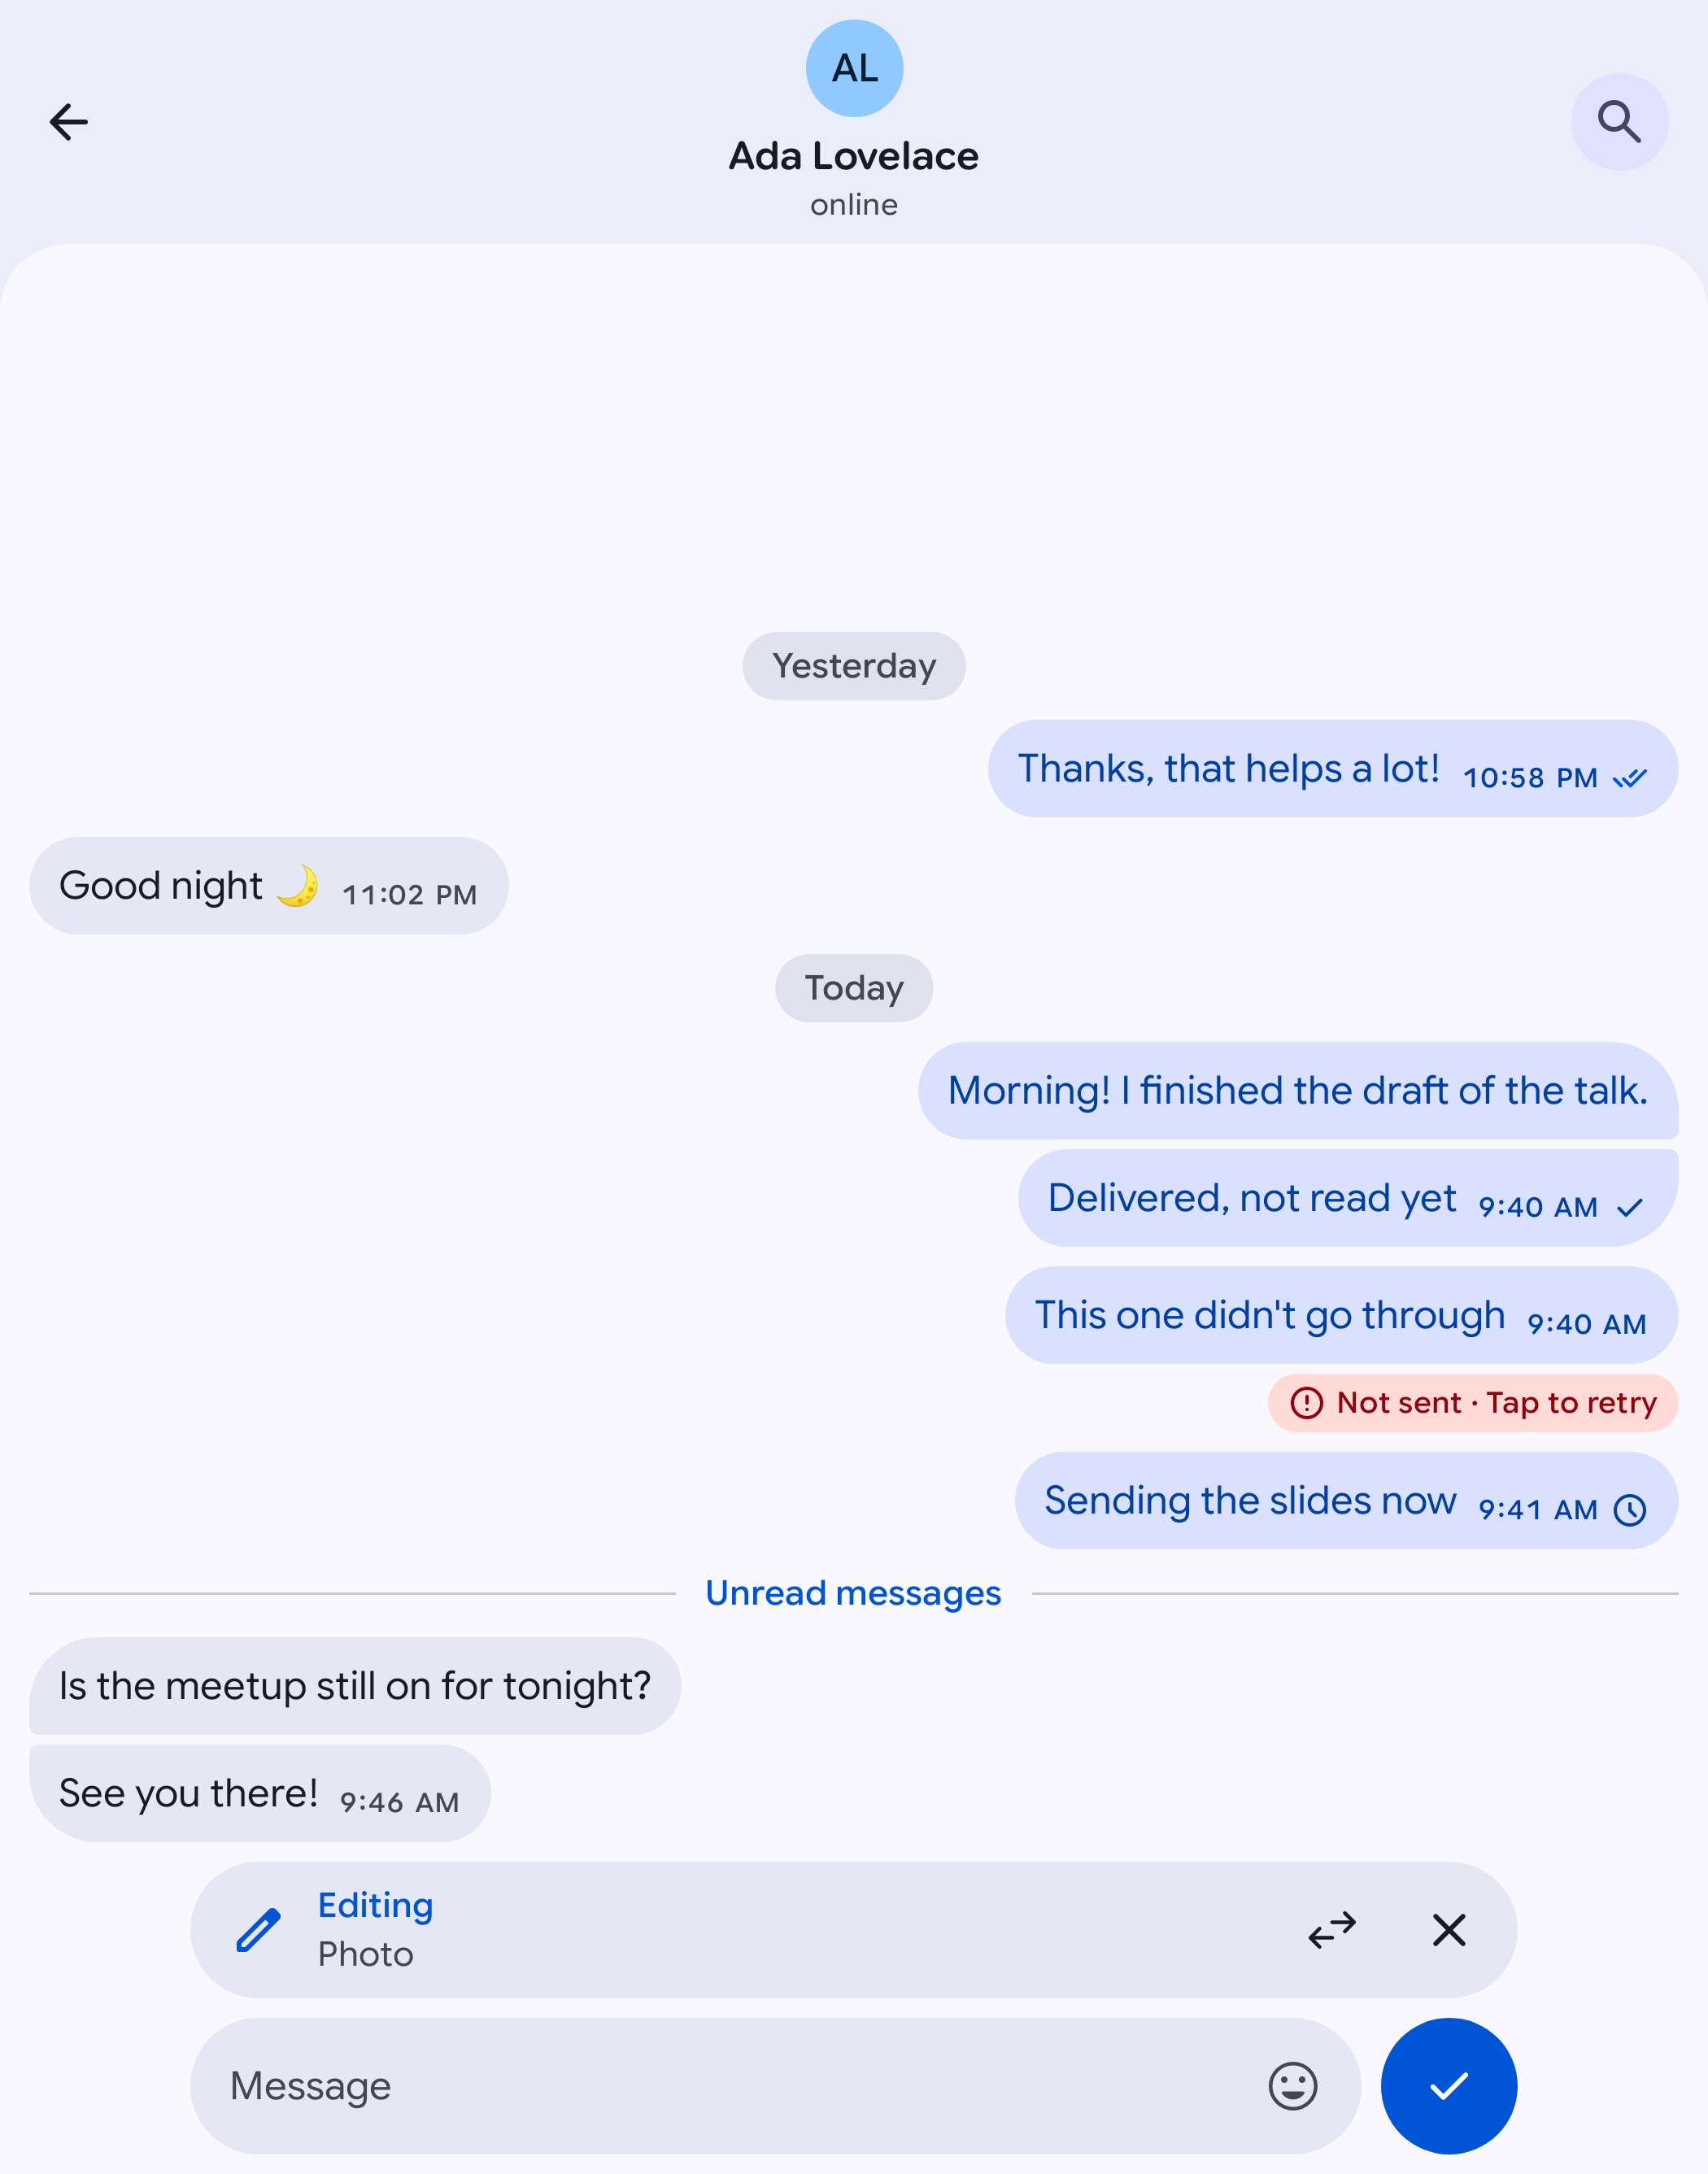 AL
Ada Lovelace
online
Yesterday
Thanks, that helps a lot! 10:58 PM
Good night 🌙 11:02 PM
Today
Morning! I finished the draft of the talk.
Delivered, not read yet 9:40 AM
This one didn't go through 9:40 AM
Not sent · Tap to retry
Sending the slides now 9:41 AM
Unread messages
Is the meetup still on for tonight?
See you there! 9:46 AM
Editing
Photo
Message